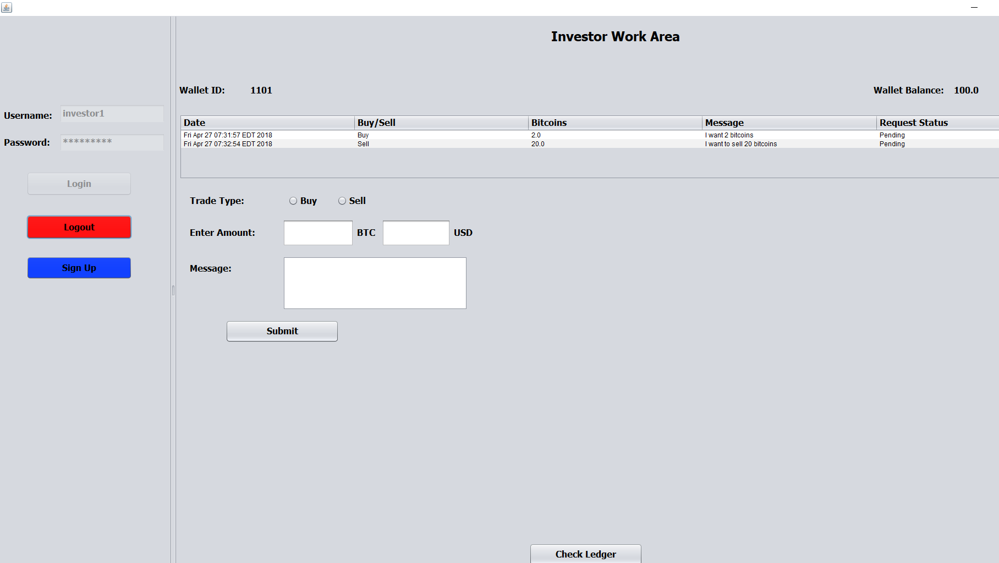 Investor Work Area
Wallet ID: 1101 Wallet Balance: 100.0
Username: investor1
Password: *********
Login
Logout
Sign Up
Date Buy/Sell Bitcoins Message Request Status
Fri Apr 27 07:31:57 EDT 2018 Buy 2.0 I want 2 bitcoins Pending
Fri Apr 27 07:32:54 EDT 2018 Sell 20.0 I want to sell 20 bitcoins Pending
Trade Type: Buy Sell
Enter Amount: BTC USD
Message:
Submit
Check Ledger